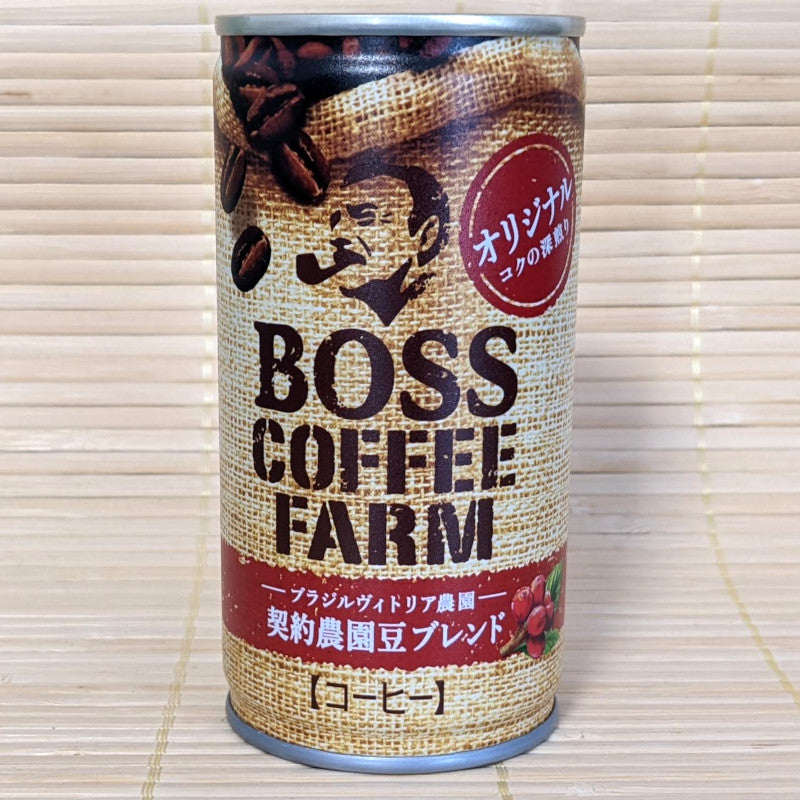 オリジナル
コクの深煎り
BOSS
COFFEE
FARM
ブラジルヴィトリア農園
契約農園豆ブレンド
【コーヒー】